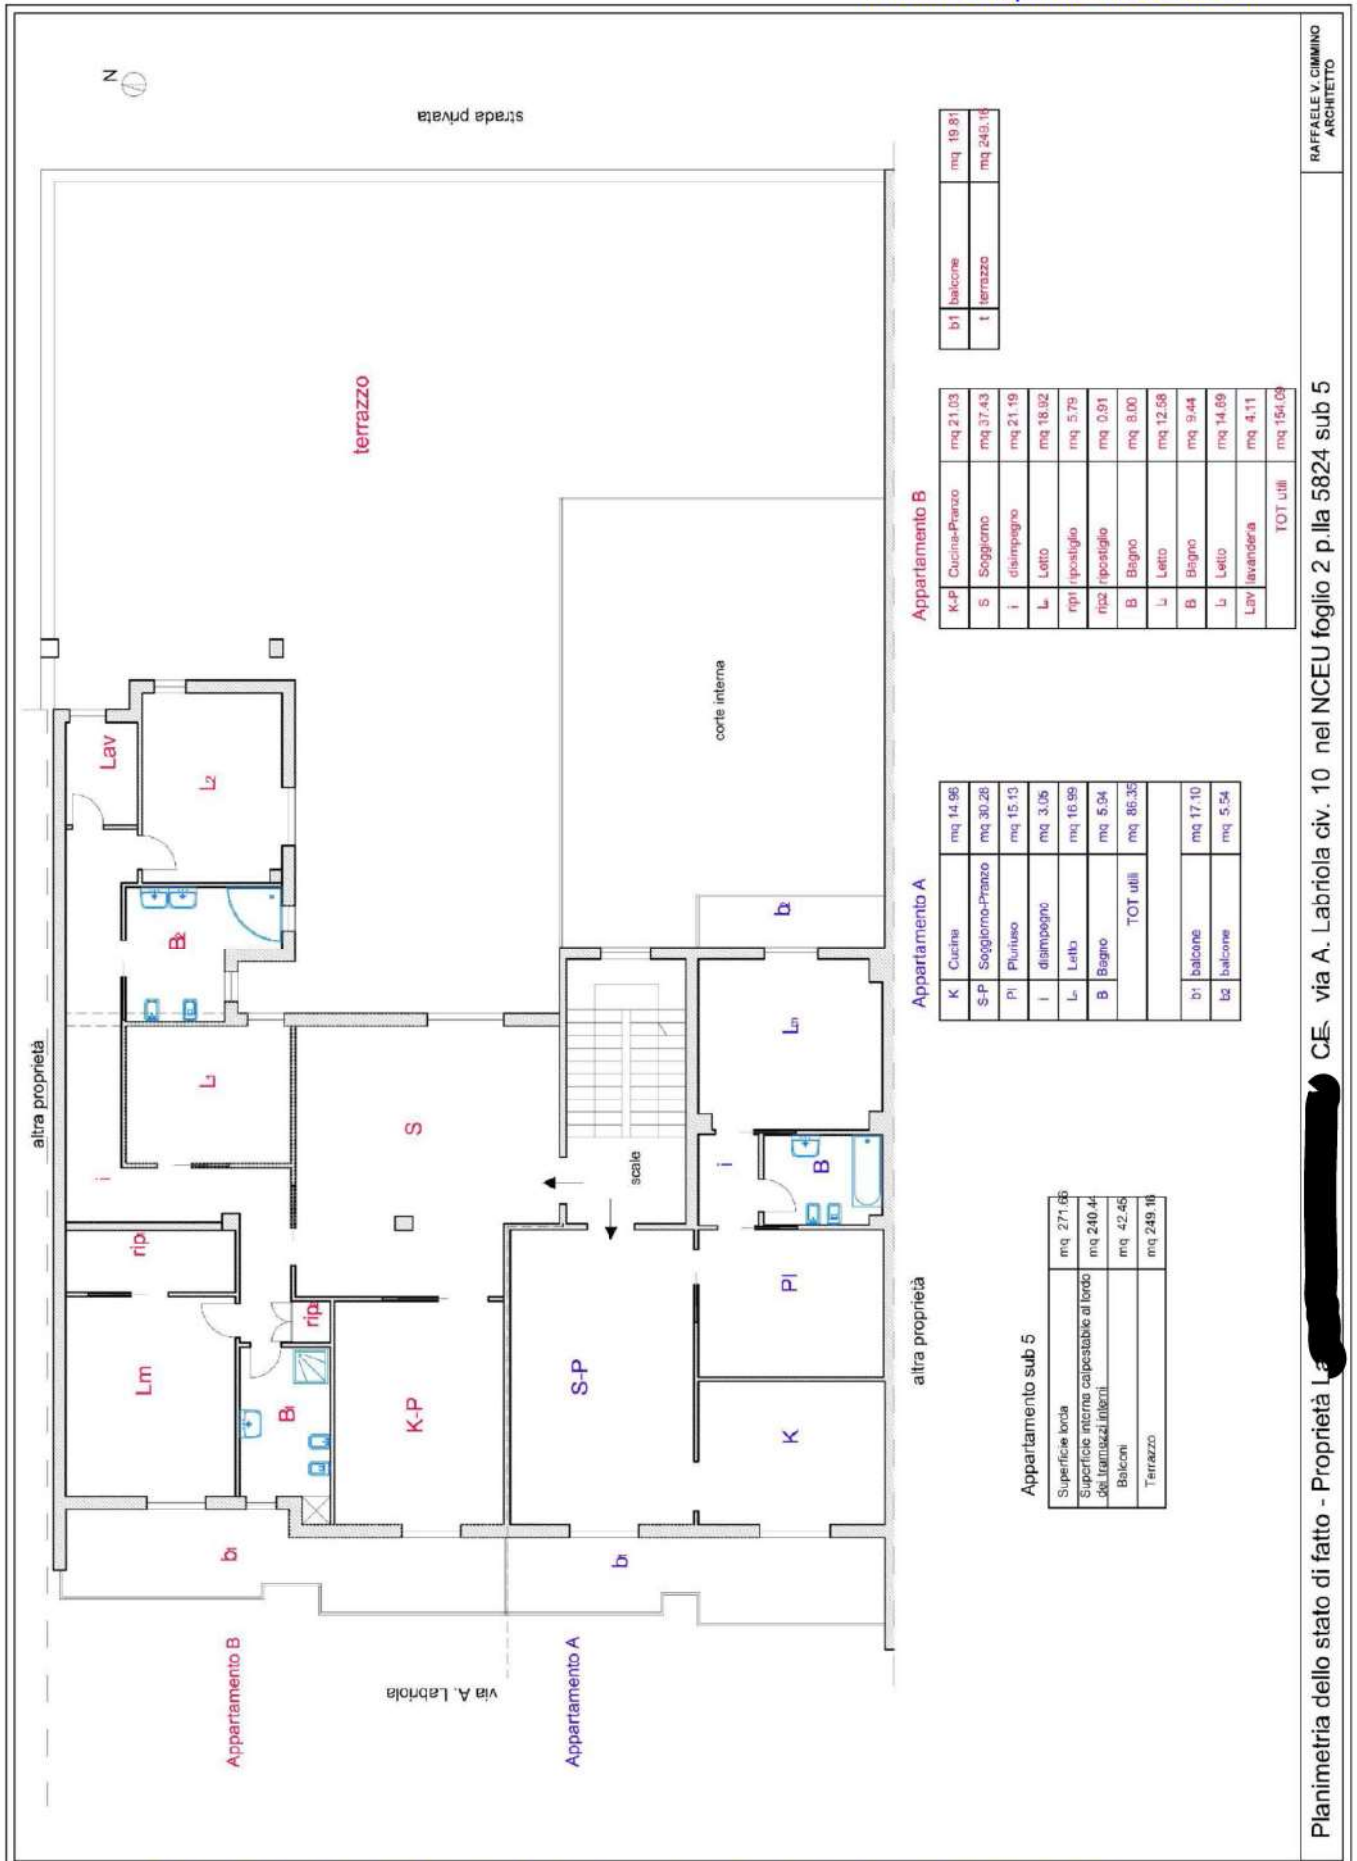 N
strada privata
altra proprietà
terrazzo
Lav
L2
B2
L1
i
rip1
Lm
rip2
B1
b1
S
K-P
corte interna
b2
Ln
scale
i
B
Pl
S-P
K
b1
altra proprietà
Appartamento B
Appartamento A
via A. Labriola
Appartamento sub 5
Superficie lorda mq 271.66
Superficie interna calpestabile al lordo mq 240.44
dei tramezzi interni
Balconi mq 42.45
Terrazzo mq 249.16
Appartamento A
K Cucina mq 14.96
S-P Soggiorno-Pranzo mq 30.28
Pl Pluriuso mq 15.13
i disimpegno mq 3.05
Letto mq 16.99
B Bagno mq 5.94
TOT utili mq 86.35
b1 balcone mq 17.10
b2 balcone mq 5.54
Appartamento B
K-P Cucina-Pranzo mq 21.03
S Soggiorno mq 37.43
i disimpegno mq 21.19
Letto mq 18.92
rip1 ripostiglio mq 5.79
rip2 ripostiglio mq 0.91
B Bagno mq 8.00
Letto mq 12.58
B Bagno mq 9.44
Letto mq 14.69
Lav lavanderia mq 4.11
TOT utili mq 154.09
b1 balcone mq 19.81
t terrazzo mq 249.16
Planimetria dello stato di fatto - Proprietà La CE via A. Labriola civ. 10 nel NCEU foglio 2 p.lla 5824 sub 5
RAFFAELE V. CIMMINO
ARCHITETTO